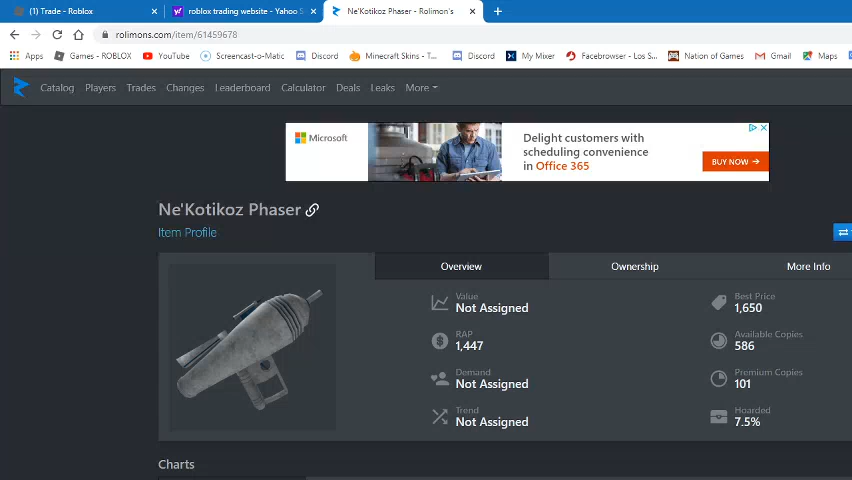 (1) Trade - Roblox
roblox trading website - Yahoo S
Ne'Kotikoz Phaser - Rolimon's
rolimons.com/item/61459678
Apps
Games - ROBLOX
YouTube
Screencast-o-Matic
Discord
Minecraft Skins - T...
Discord
My Mixer
Facebrowser - Los S...
Nation of Games
Gmail
Maps
Catalog
Players
Trades
Changes
Leaderboard
Calculator
Deals
Leaks
More
Microsoft
Delight customers with
scheduling convenience
in Office 365
BUY NOW →
Ne'Kotikoz Phaser
Item Profile
Overview
Ownership
More Info
Value
Not Assigned
Best Price
1,650
RAP
1,447
Available Copies
586
Demand
Not Assigned
Premium Copies
101
Trend
Not Assigned
Hoarded
7.5%
Charts